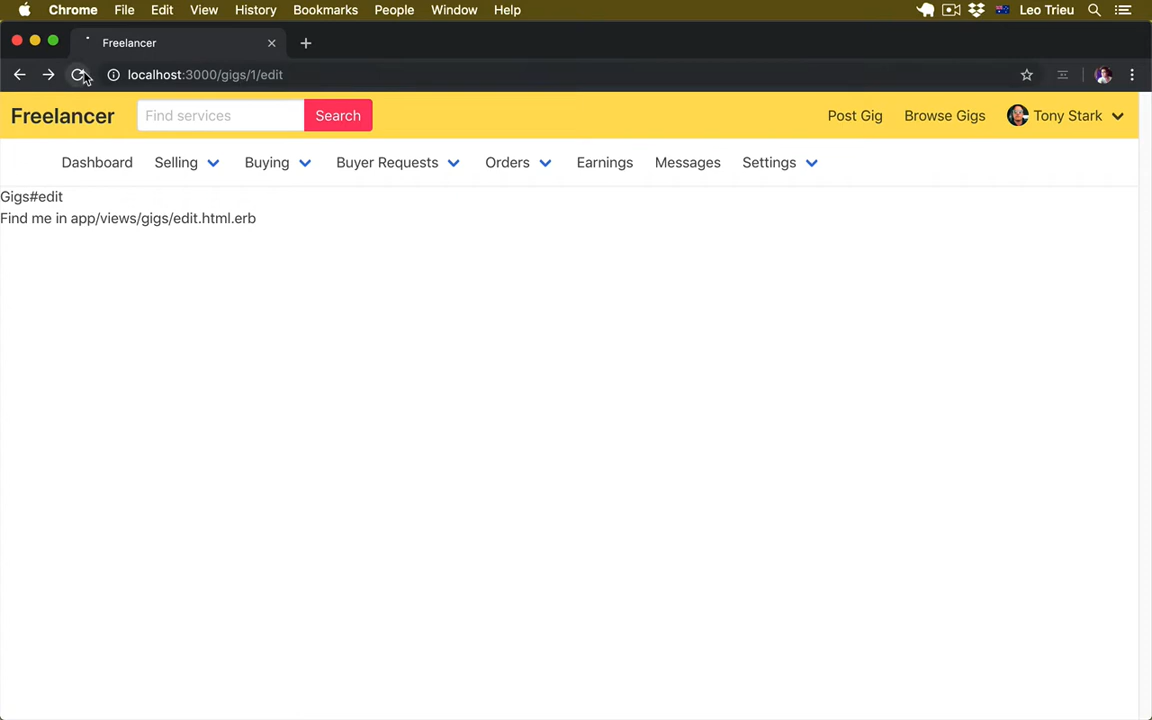 Chrome File Edit View History Bookmarks People Window Help Leo Trieu
Freelancer
localhost:3000/gigs/1/edit
Freelancer Find services Search Post Gig Browse Gigs Tony Stark
Dashboard Selling Buying Buyer Requests Orders Earnings Messages Settings
Gigs#edit
Find me in app/views/gigs/edit.html.erb